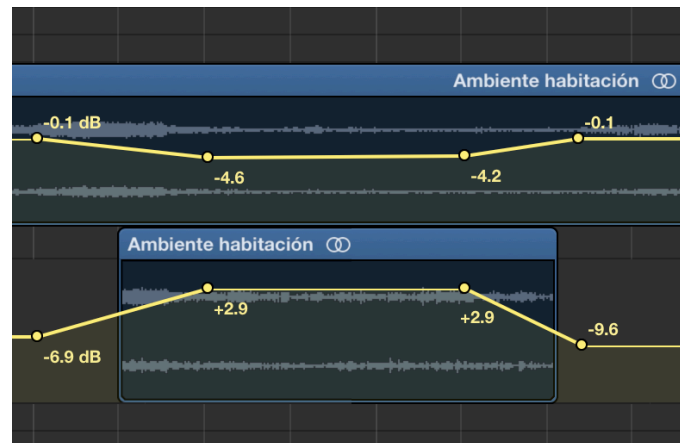 Ambiente habitación
-0.1 dB
-0.1
-4.6
-4.2
Ambiente habitación
+2.9
+2.9
-9.6
-6.9 dB